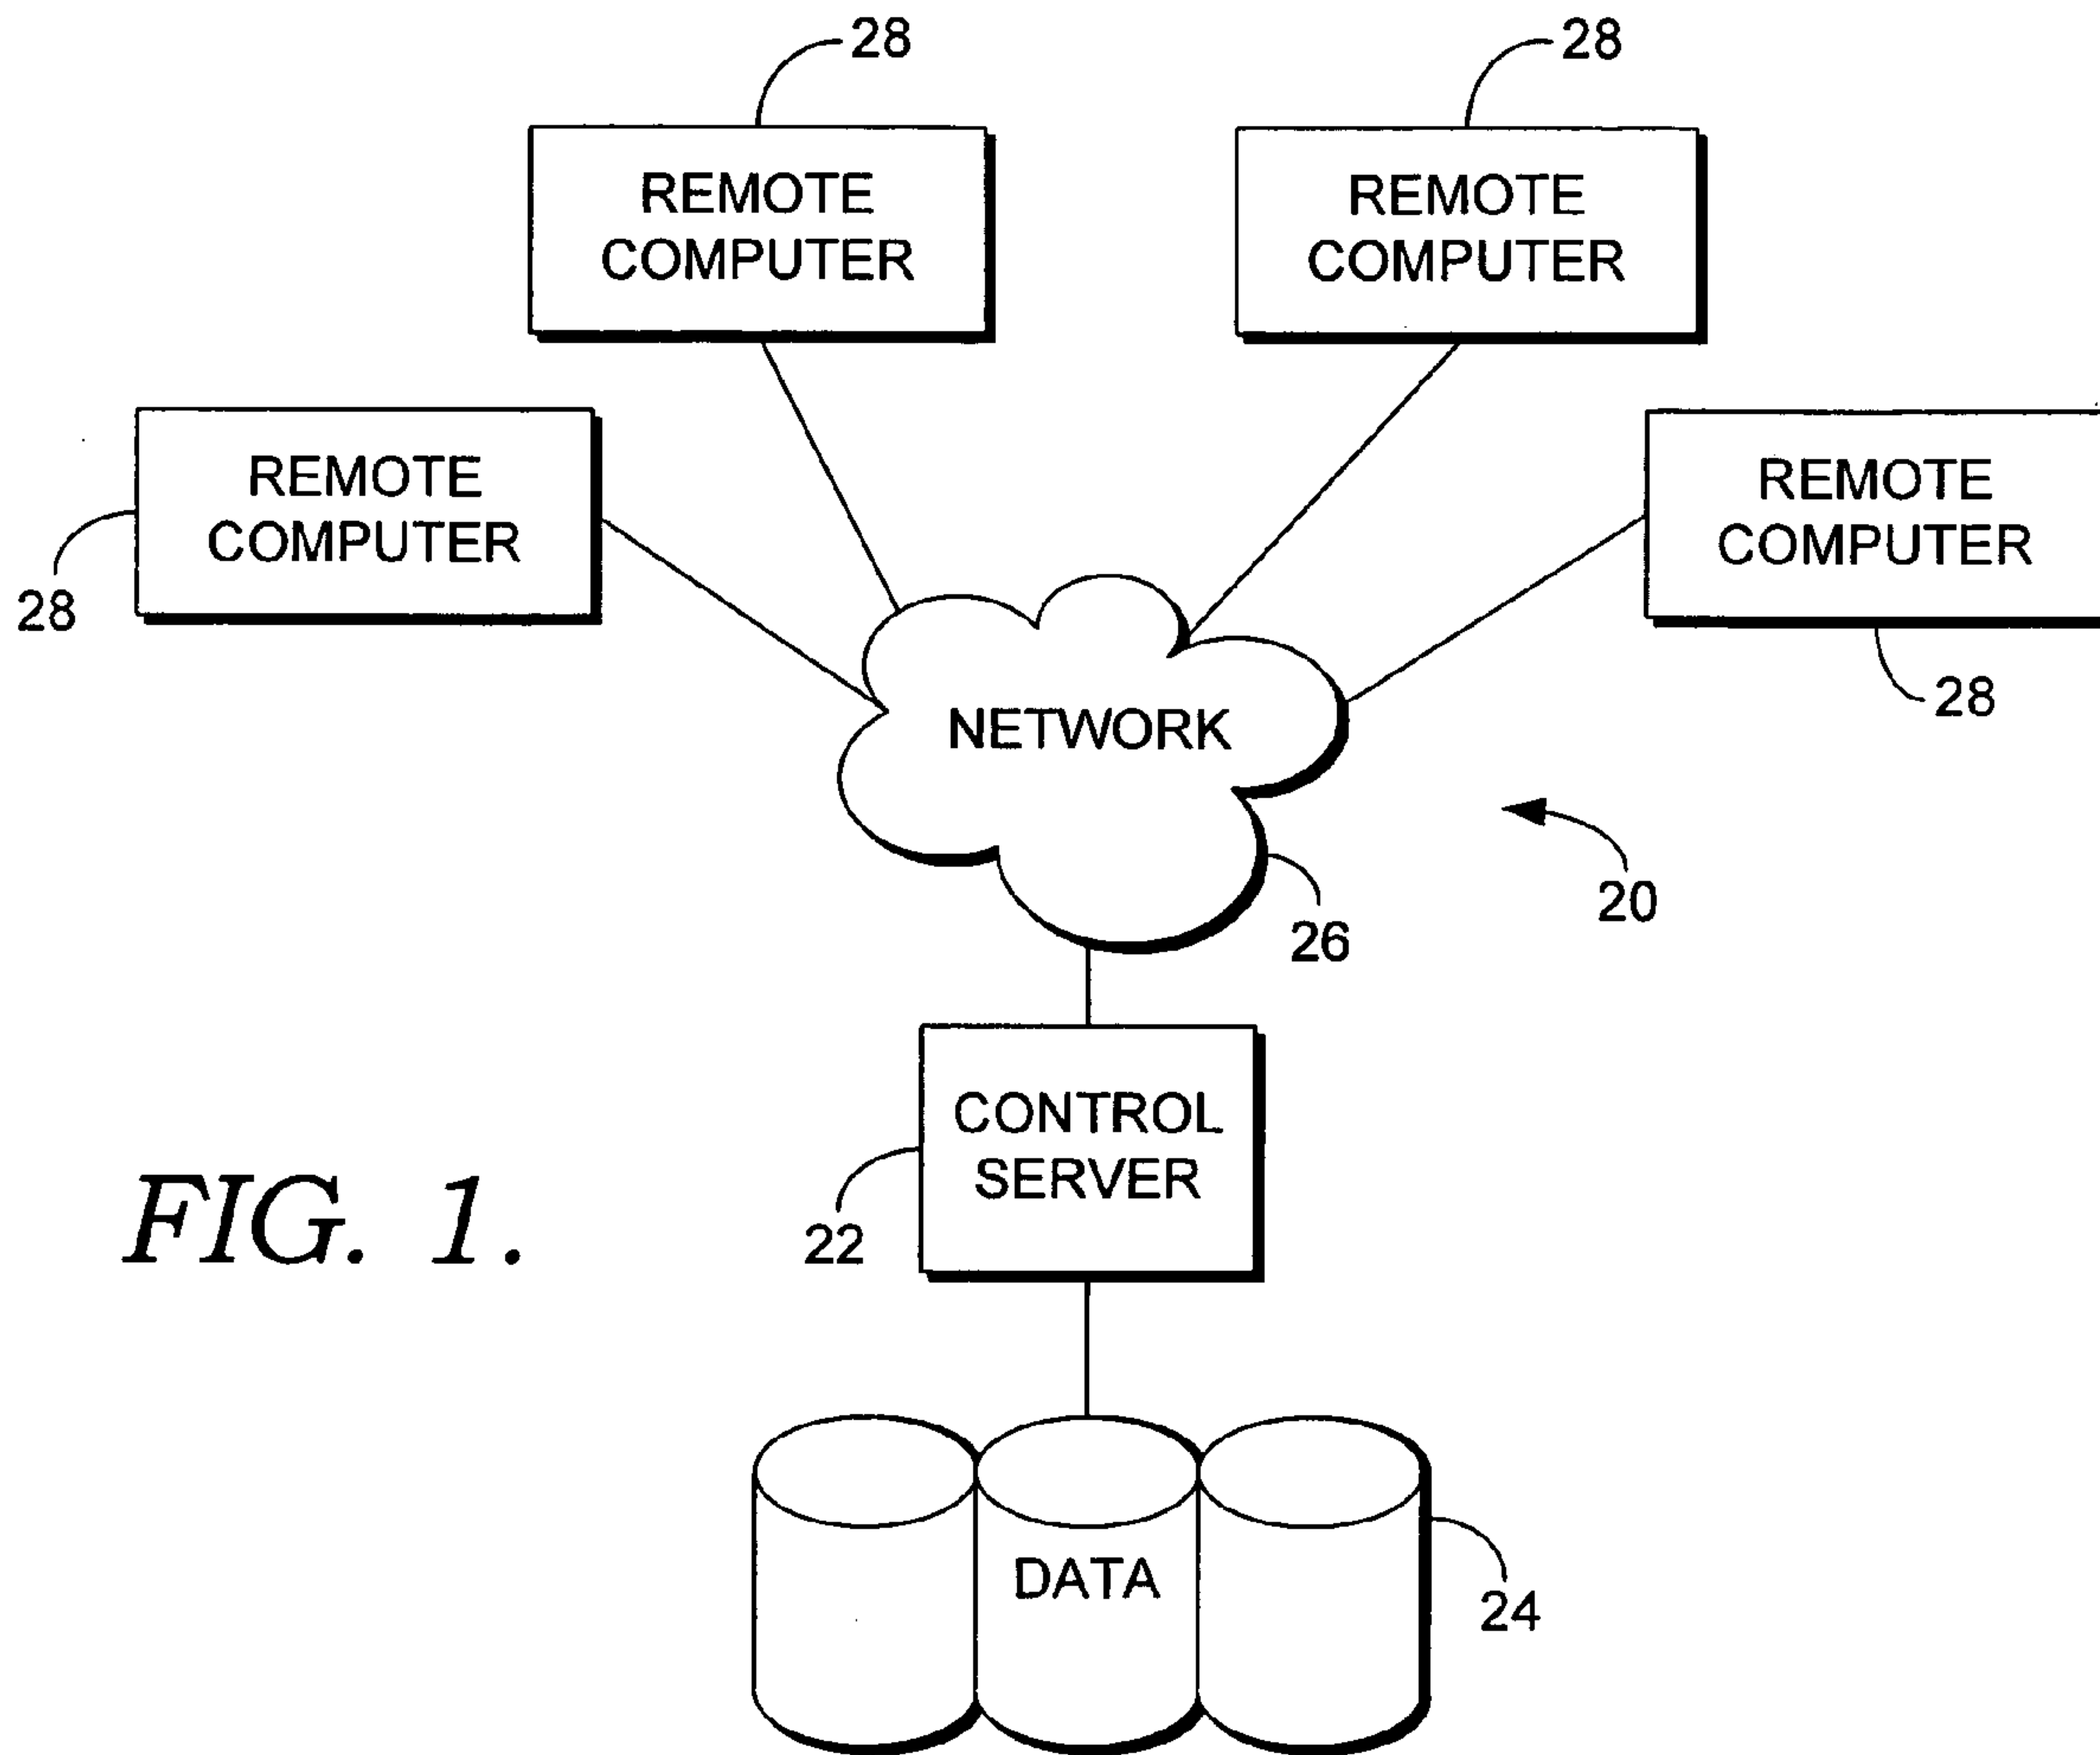 28
28
REMOTE
COMPUTER
REMOTE
COMPUTER
REMOTE
COMPUTER
REMOTE
COMPUTER
28
28
NETWORK
20
26
CONTROL
SERVER
22
FIG. 1.
DATA
24